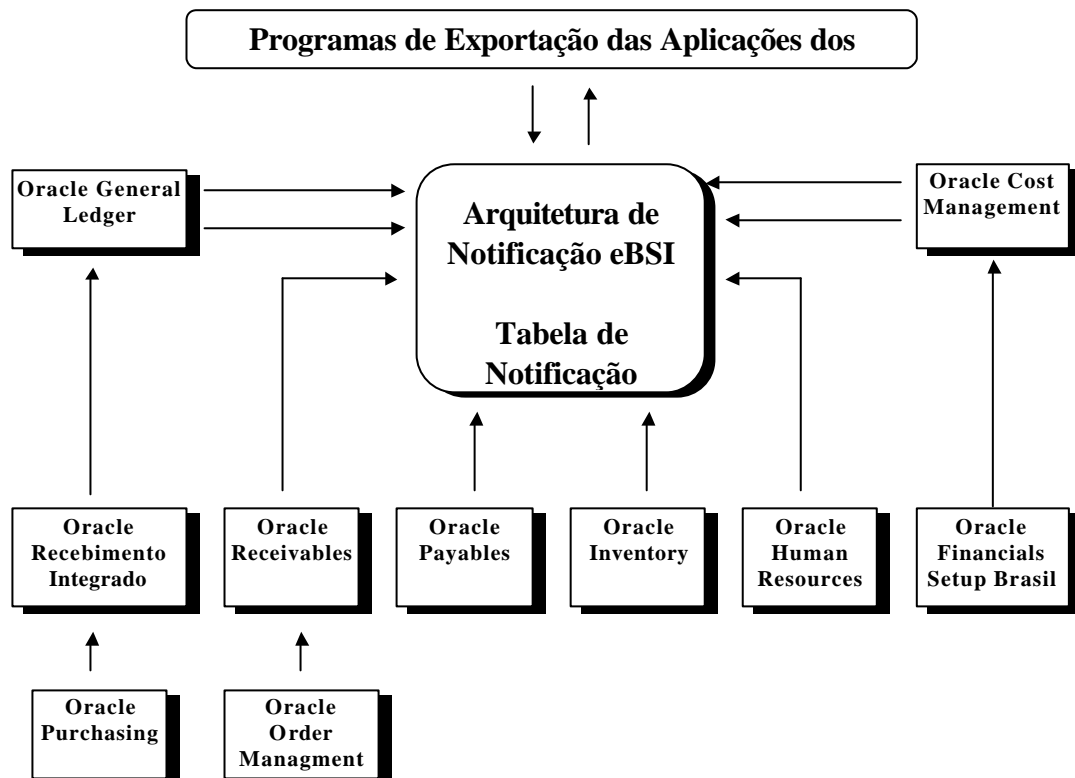 Programas de Exportação das Aplicações dos
Oracle General
Ledger
Arquitetura de
Notificação eBSI
Tabela de
Notificação
Oracle Cost
Management
Oracle
Recebimento
Integrado
Oracle
Receivables
Oracle
Payables
Oracle
Inventory
Oracle
Human
Resources
Oracle
Financials
Setup Brasil
Oracle
Purchasing
Oracle
Order
Managment